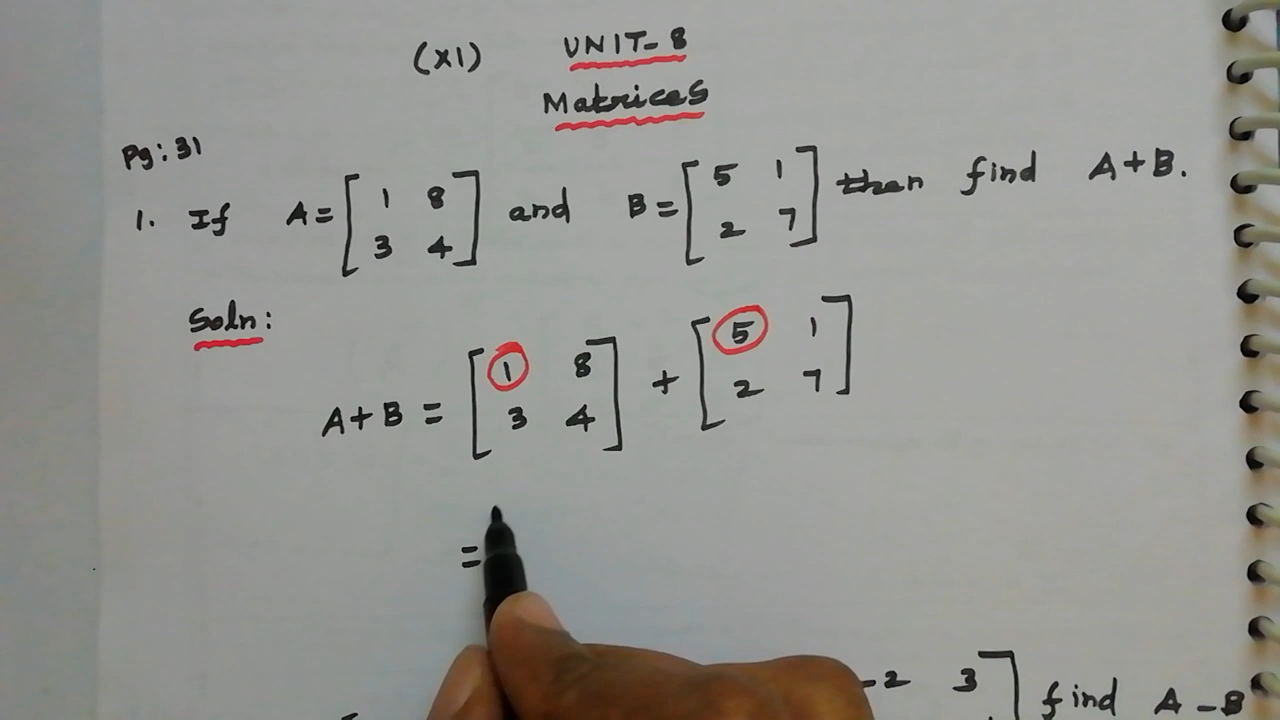 (XI) UNIT-8
Matrices
Pg: 31
1. If A = [1 8
3 4] and B = [5 1
2 7] then find A+B.
Soln:
A+B = [1 8
3 4] + [5 1
2 7]
=
-2 3] find A-B